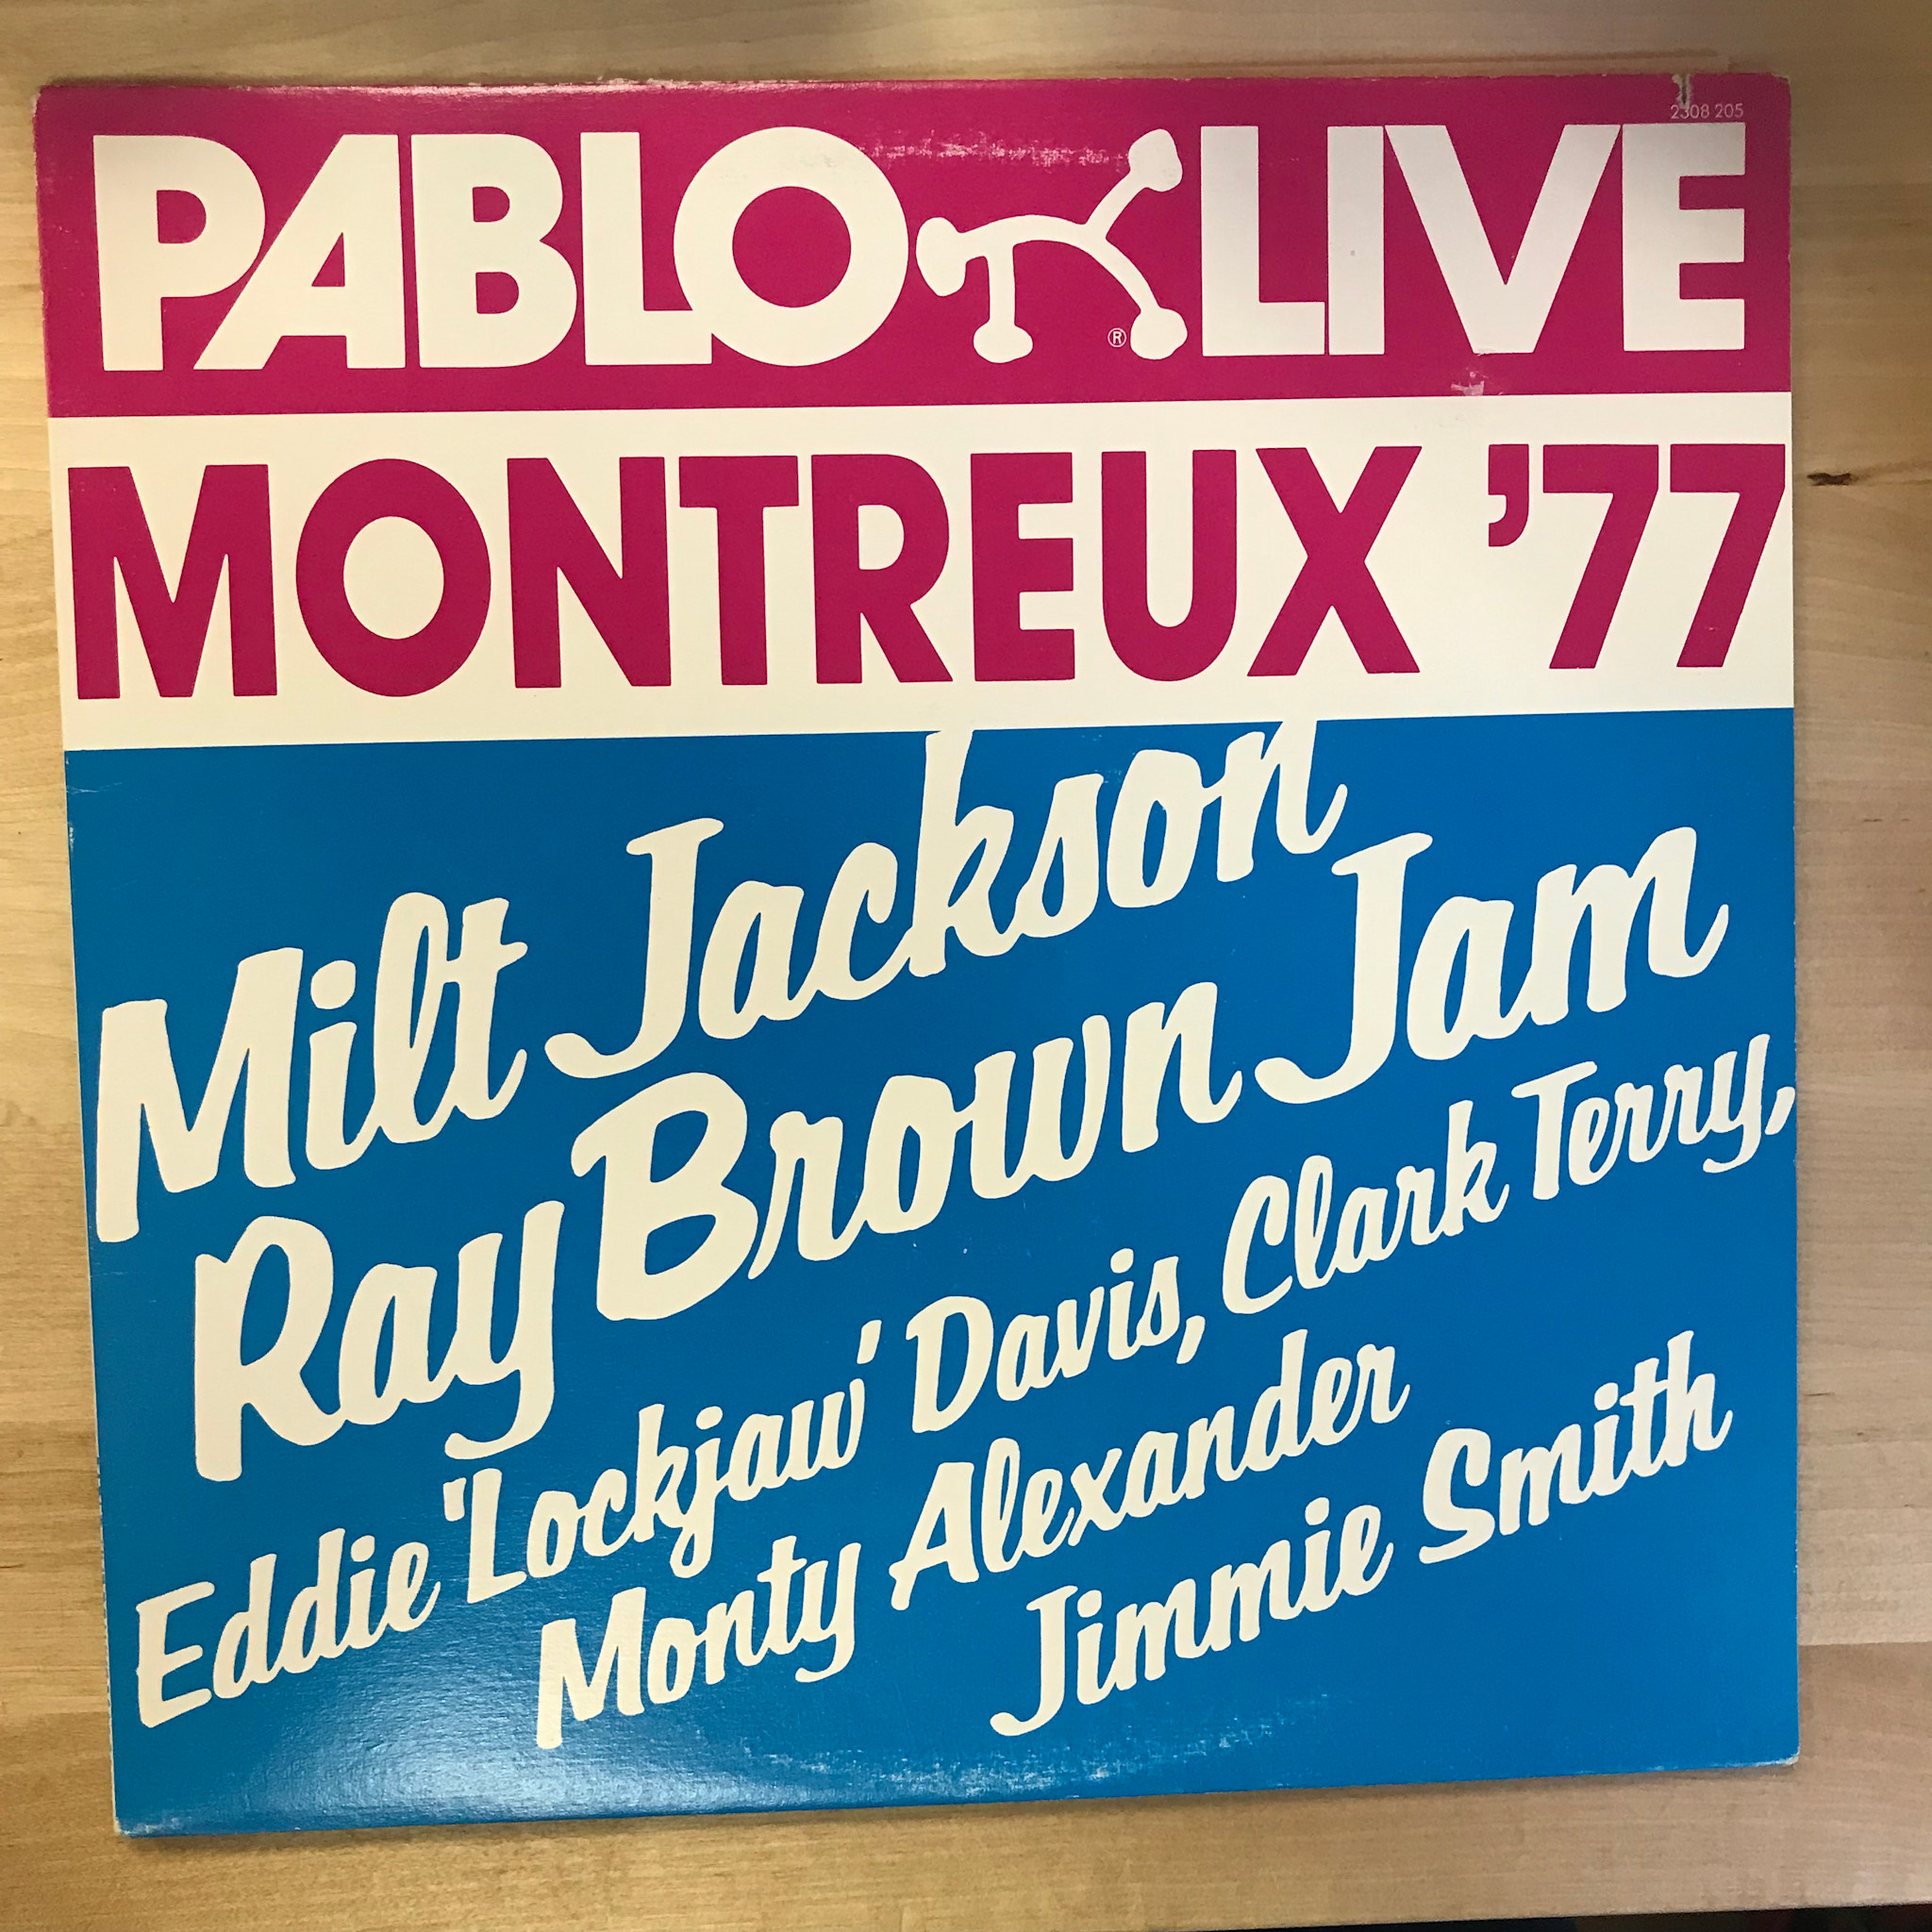 2308 205
PABLO LIVE
®
MONTREUX '77
Milt Jackson
Ray Brown Jam
Eddie "Lockjaw' Davis, Clark Terry,
Monty Alexander
Jimmie Smith